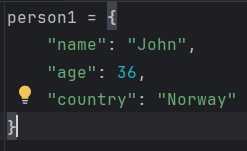 person1 = {
    "name": "John",
    "age": 36,
    "country": "Norway"
}